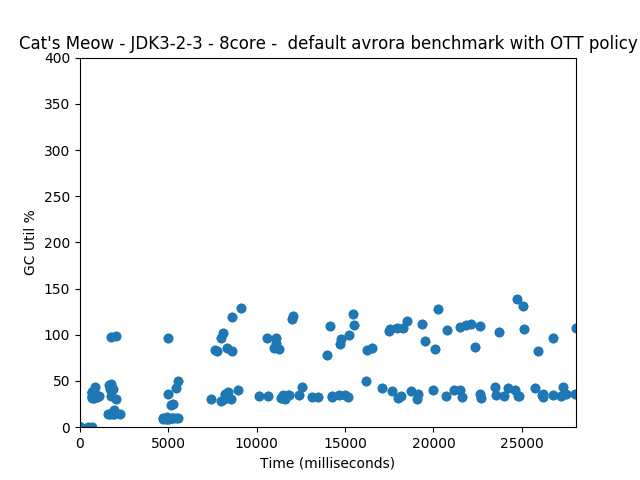 Cat's Meow - JDK3-2-3 - 8core -  default avrora benchmark with OTT policy
400
350
300
250
200
150
100
50
0
GC Util %
0 5000 10000 15000 20000 25000
Time (milliseconds)